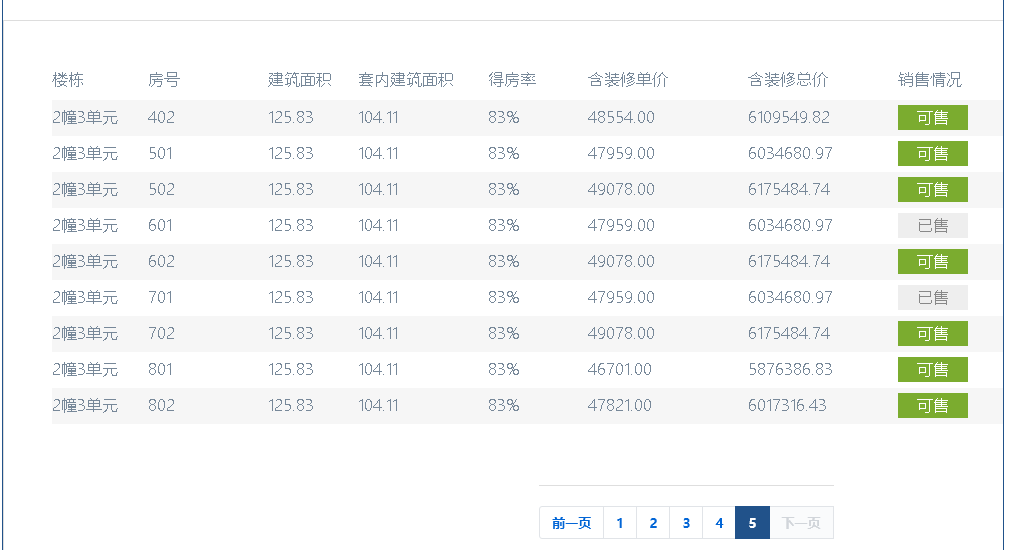 楼栋 房号 建筑面积 套内建筑面积 得房率 含装修单价 含装修总价 销售情况
2幢3单元 402 125.83 104.11 83% 48554.00 6109549.82 可售
2幢3单元 501 125.83 104.11 83% 47959.00 6034680.97 可售
2幢3单元 502 125.83 104.11 83% 49078.00 6175484.74 可售
2幢3单元 601 125.83 104.11 83% 47959.00 6034680.97 已售
2幢3单元 602 125.83 104.11 83% 49078.00 6175484.74 可售
2幢3单元 701 125.83 104.11 83% 47959.00 6034680.97 已售
2幢3单元 702 125.83 104.11 83% 49078.00 6175484.74 可售
2幢3单元 801 125.83 104.11 83% 46701.00 5876386.83 可售
2幢3单元 802 125.83 104.11 83% 47821.00 6017316.43 可售
前一页 1 2 3 4 5 下一页